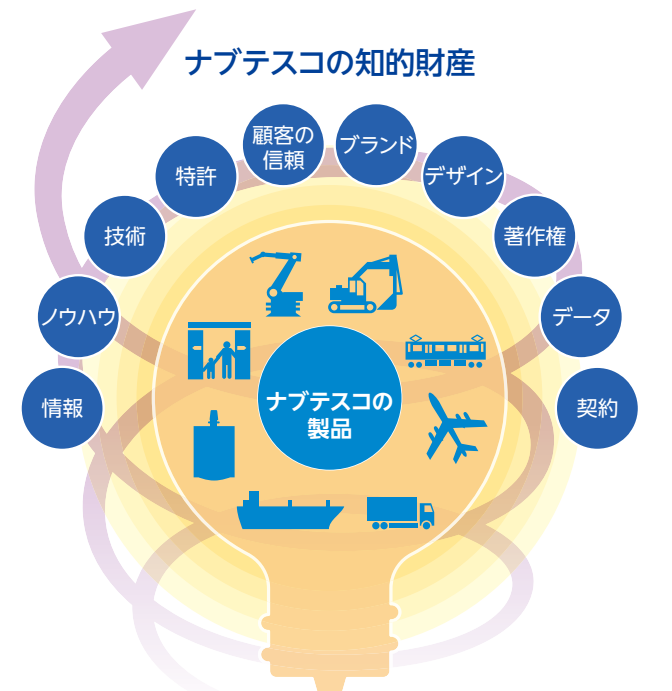 ナブテスコの知的財産
顧客の
信頼
ブランド
特許
デザイン
技術
著作権
ノウハウ
データ
情報
契約
ナブテスコの
製品